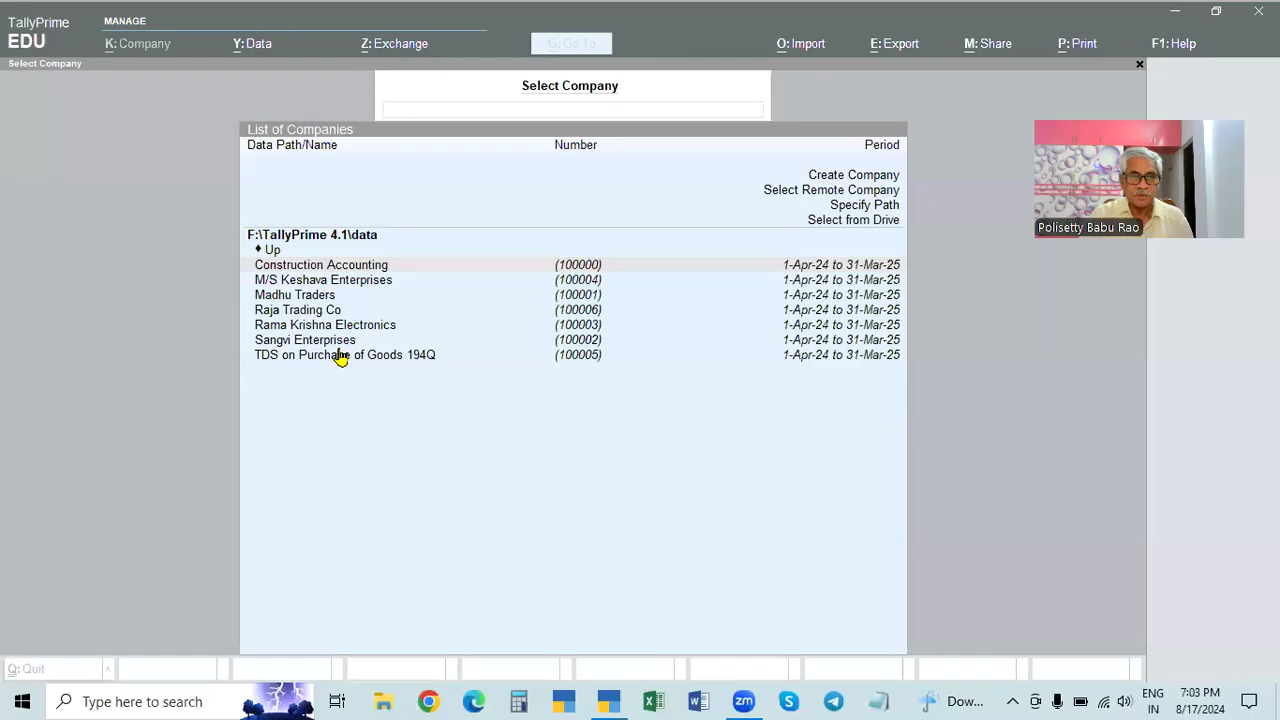 TallyPrime
EDU
MANAGE
K: Company
Y: Data
Z: Exchange
G: Go To
O: Import
E: Export
M: Share
P: Print
F1: Help
Select Company
Select Company
List of Companies
Data Path/Name Number Period
Create Company
Select Remote Company
Specify Path
Select from Drive
F:\TallyPrime 4.1\data
♦ Up
Construction Accounting (100000) 1-Apr-24 to 31-Mar-25
M/S Keshava Enterprises (100004) 1-Apr-24 to 31-Mar-25
Madhu Traders (100001) 1-Apr-24 to 31-Mar-25
Raja Trading Co (100006) 1-Apr-24 to 31-Mar-25
Rama Krishna Electronics (100003) 1-Apr-24 to 31-Mar-25
Sangvi Enterprises (100002) 1-Apr-24 to 31-Mar-25
TDS on Purchase of Goods 194Q (100005) 1-Apr-24 to 31-Mar-25
Polisetty Babu Rao
Q: Quit
Type here to search
Dow...
ENG
IN
7:03 PM
8/17/2024